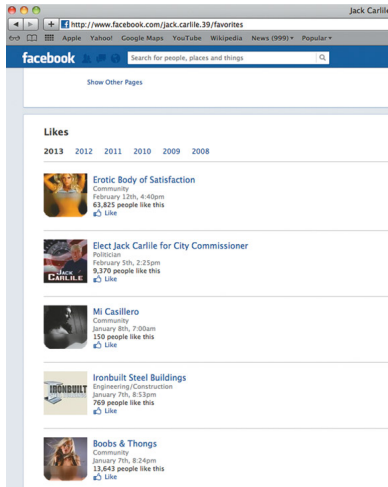 Jack Carlile
http://www.facebook.com/jack.carlile.39/favorites
Apple Yahoo! Google Maps YouTube Wikipedia News (999) Popular
facebook Search for people, places and things
Show Other Pages
Likes
2013 2012 2011 2010 2009 2008
Erotic Body of Satisfaction
Community
February 12th, 4:40pm
63,825 people like this
Like
Elect Jack Carlile for City Commissioner
Politician
February 5th, 2:25pm
9,370 people like this
Like
JACK
CARLILE
Mi Casillero
Community
January 8th, 7:00am
150 people like this
Like
Ironbuilt Steel Buildings
Engineering/Construction
January 7th, 8:53pm
769 people like this
Like
IRONBUILT
Boobs & Thongs
Community
January 7th, 8:24pm
13,643 people like this
Like